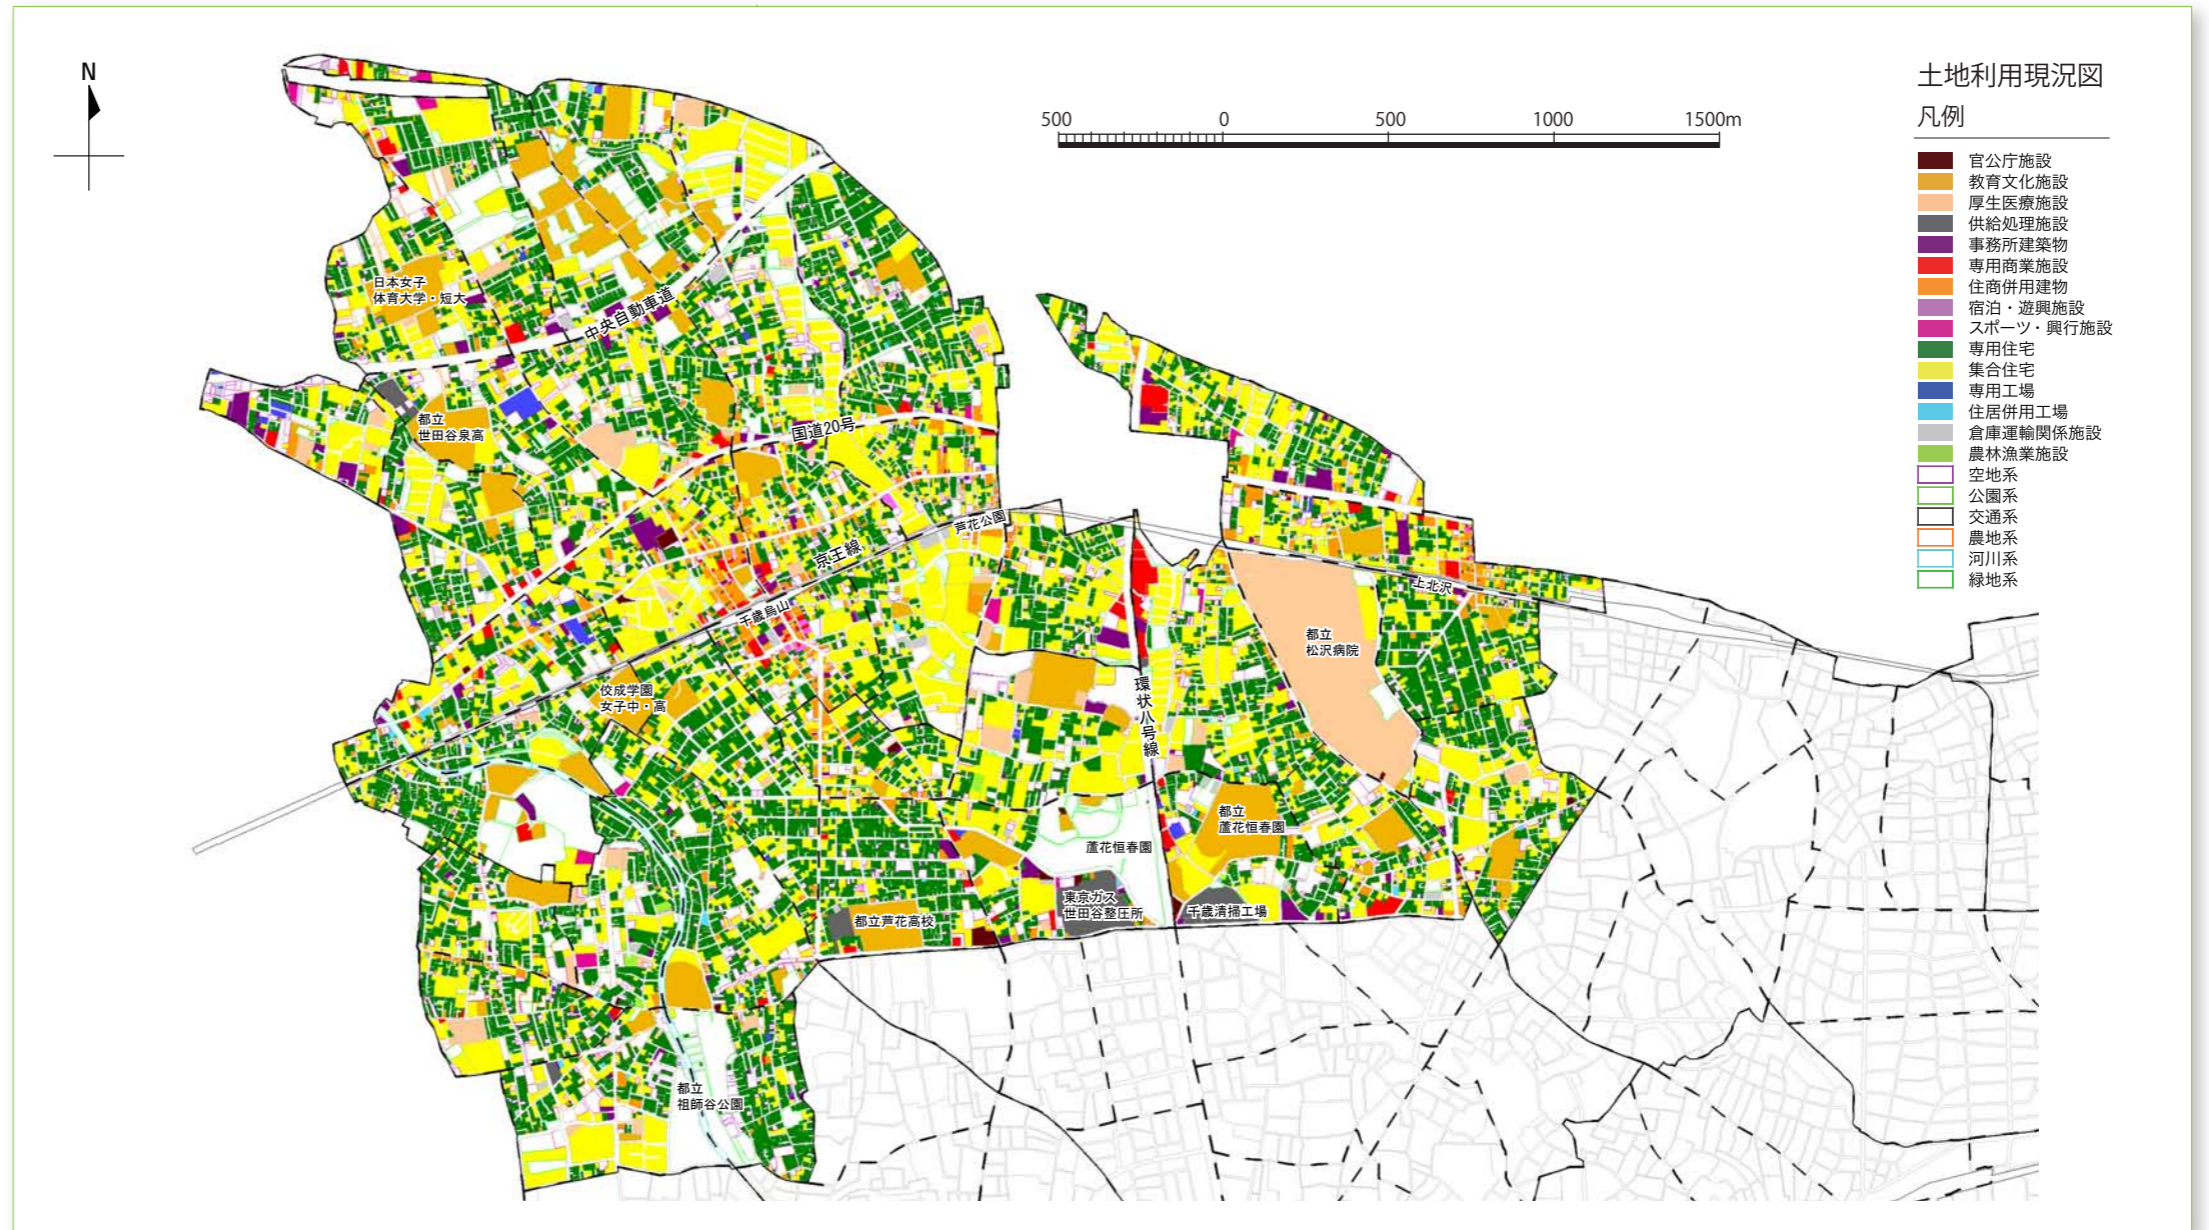 N
500 0 500 1000 1500m
土地利用現況図
凡例
官公庁施設
教育文化施設
厚生医療施設
供給処理施設
事務所建築物
専用商業施設
住商併用建物
宿泊・遊興施設
スポーツ・興行施設
専用住宅
集合住宅
専用工場
住居併用工場
倉庫運輸関係施設
農林漁業施設
空地系
公園系
交通系
農地系
河川系
緑地系
日本女子
体育大学・短大
中央自動車道
都立
世田谷泉高
国道20号
芦花公園
京王線
千歳烏山
上北沢
都立
松沢病院
佼成学園
女子中・高
環状八号線
都立
蘆花恒春園
蘆花恒春園
東京ガス
世田谷整圧所
千歳清掃工場
都立芦花高校
都立
祖師谷公園